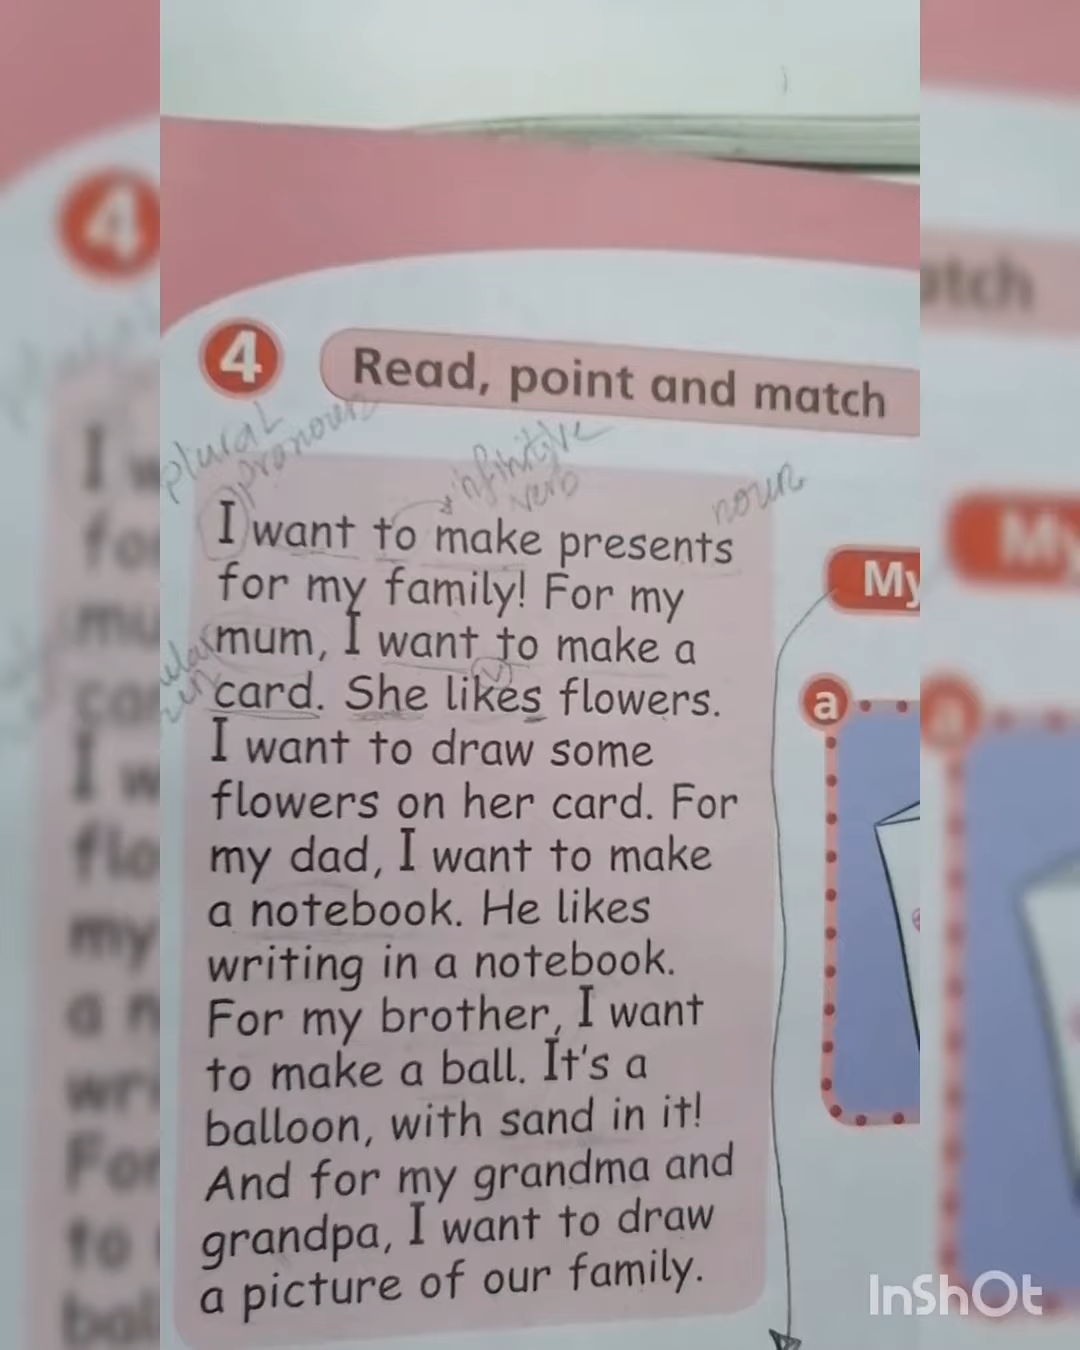 4
Read, point and match
plural
pronoun
infinitive
verb
noun
I want to make presents
for my family! For my
mum, I want to make a
card. She likes flowers.
I want to draw some
flowers on her card. For
my dad, I want to make
a notebook. He likes
writing in a notebook.
For my brother, I want
to make a ball. It's a
balloon, with sand in it!
And for my grandma and
grandpa, I want to draw
a picture of our family.
My
a
InShOt